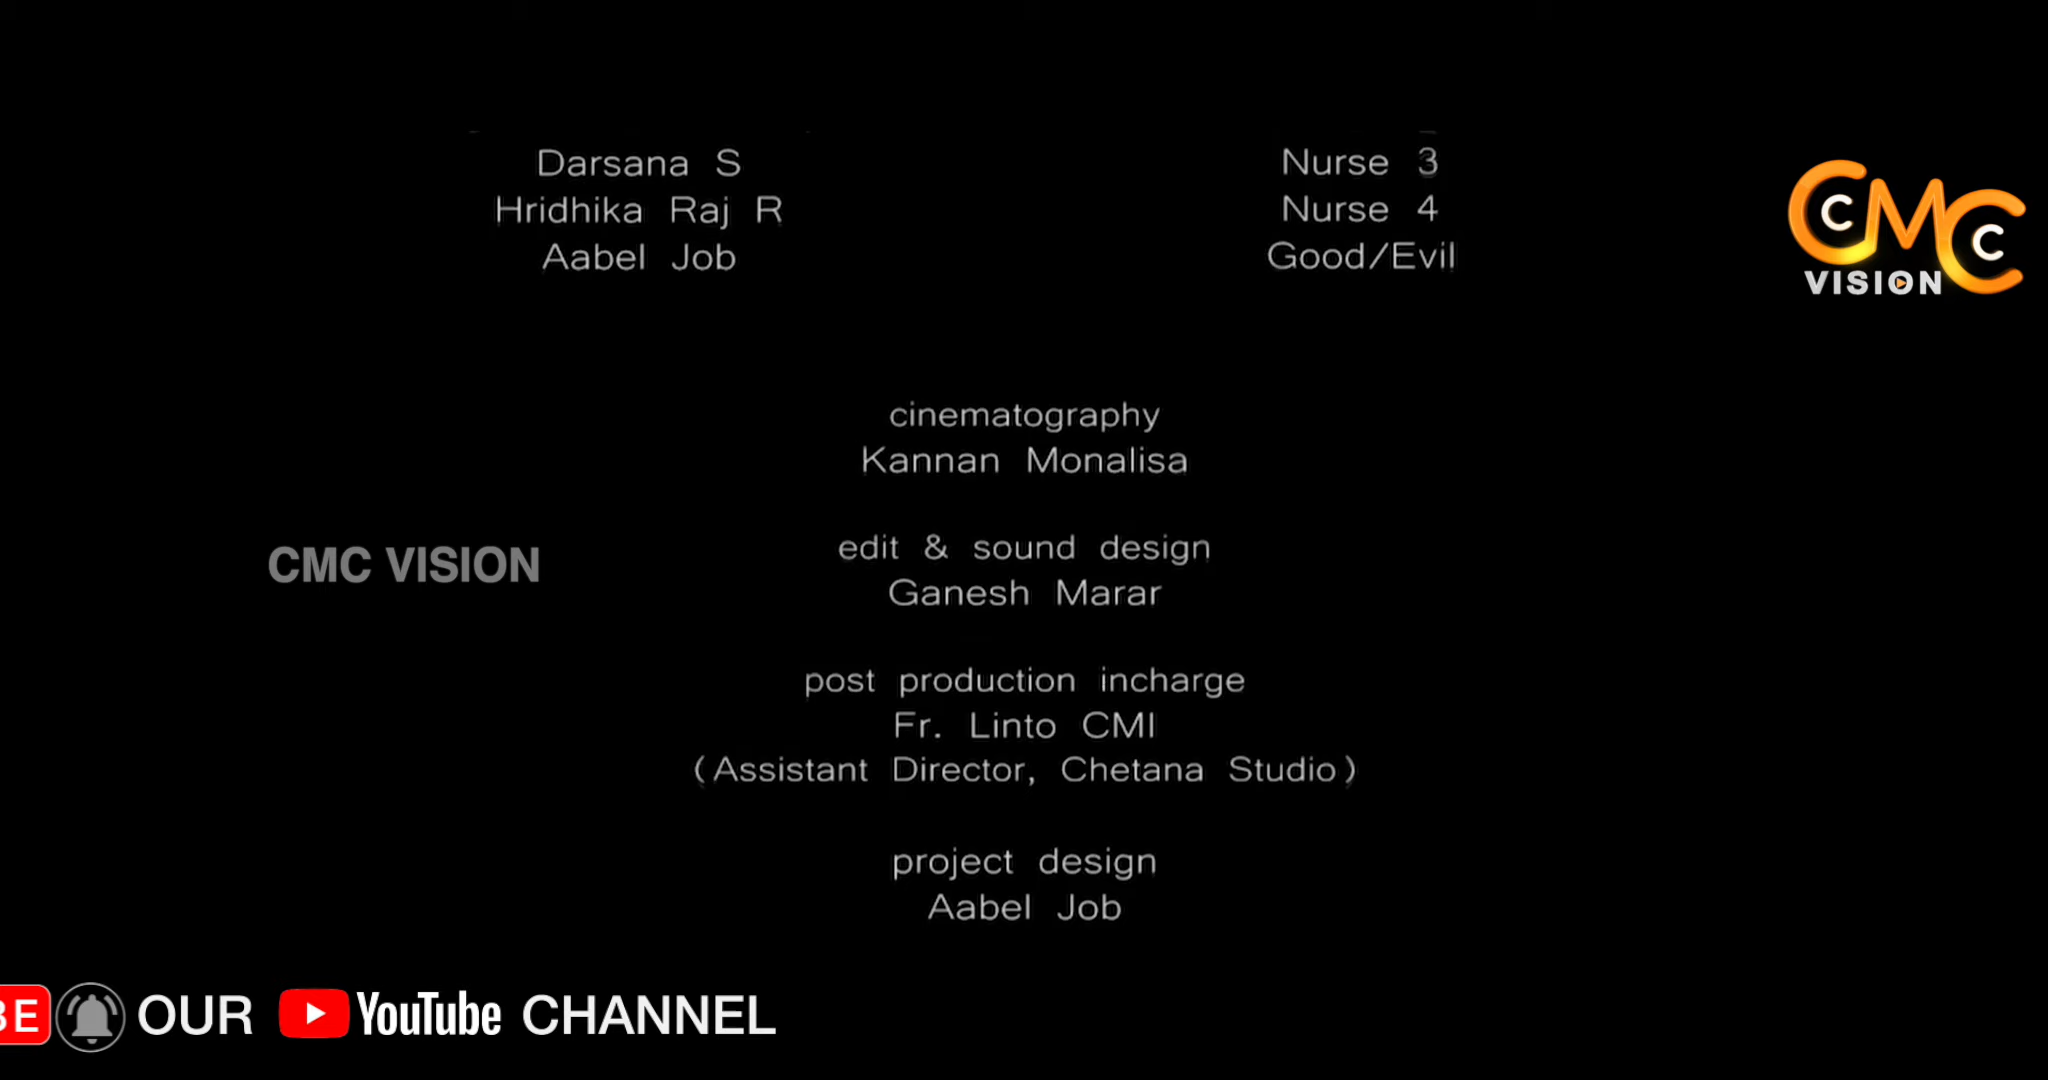 Darsana S Nurse 3
Hridhika Raj R Nurse 4
Aabel Job Good/Evil
CMC
C C
VISION
cinematography
Kannan Monalisa
edit & sound design
Ganesh Marar
CMC VISION
post production incharge
Fr. Linto CMI
(Assistant Director, Chetana Studio)
project design
Aabel Job
BE OUR YouTube CHANNEL